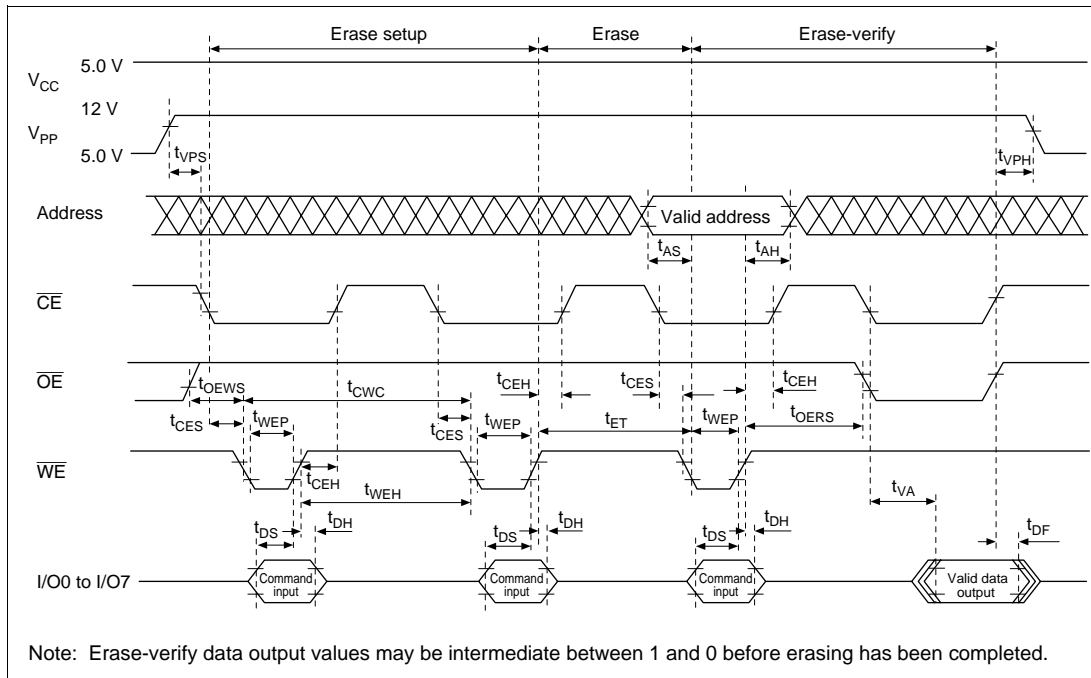 Erase setup Erase Erase-verify
5.0 V
VCC
12 V
VPP
5.0 V
tVPS tVPH
Address Valid address
tAS tAH
CE
OE
tOEWS tCWC tCEH tCES tCEH
tCES tWEP tCES tWEP tET tWEP tOERS
WE
tCEH tWEH tVA
tDS tDH tDS tDH tDS tDH tDF
I/O0 to I/O7 Command input Command input Command input Valid data output
Note: Erase-verify data output values may be intermediate between 1 and 0 before erasing has been completed.